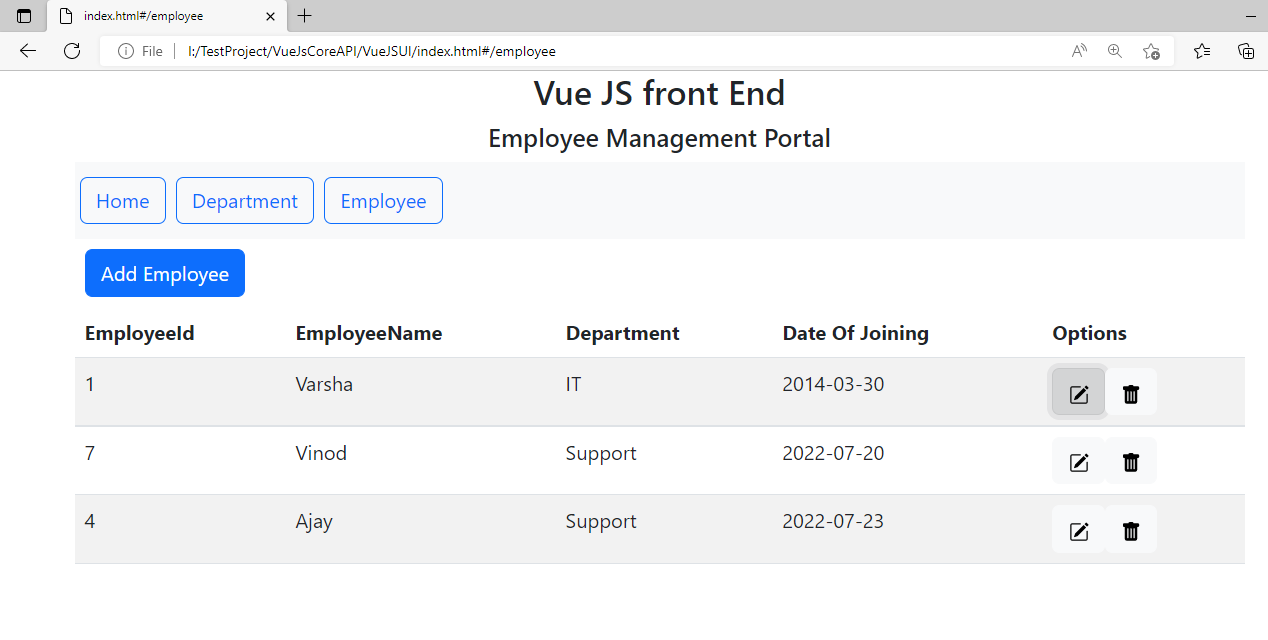 index.html#/employee
File I:/TestProject/VueJsCoreAPI/VueJSUI/index.html#/employee
Vue JS front End
Employee Management Portal
Home Department Employee
Add Employee
EmployeeId EmployeeName Department Date Of Joining Options
1 Varsha IT 2014-03-30
7 Vinod Support 2022-07-20
4 Ajay Support 2022-07-23